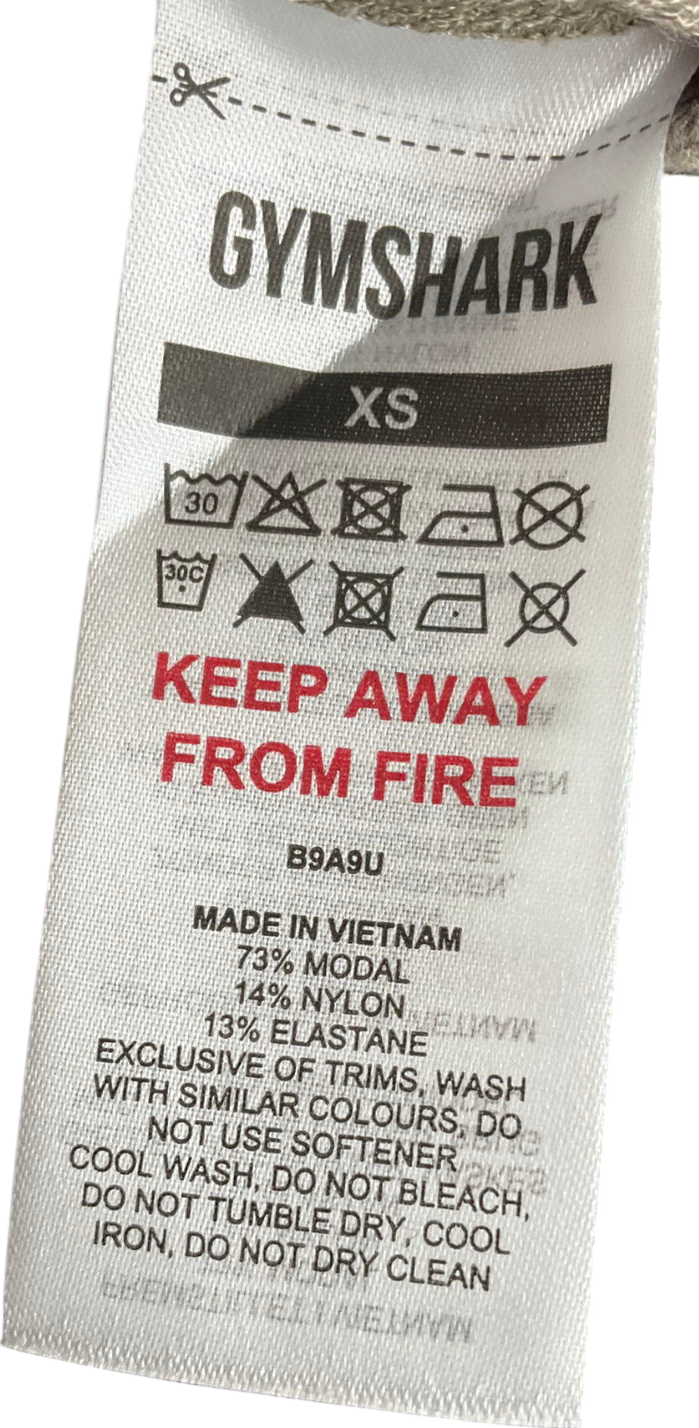 GYMSHARK
XS
30
30C
KEEP AWAY
FROM FIRE
B9A9U
MADE IN VIETNAM
73% MODAL
14% NYLON
13% ELASTANE
EXCLUSIVE OF TRIMS, WASH
WITH SIMILAR COLOURS, DO
NOT USE SOFTENER
COOL WASH, DO NOT BLEACH,
DO NOT TUMBLE DRY, COOL
IRON, DO NOT DRY CLEAN